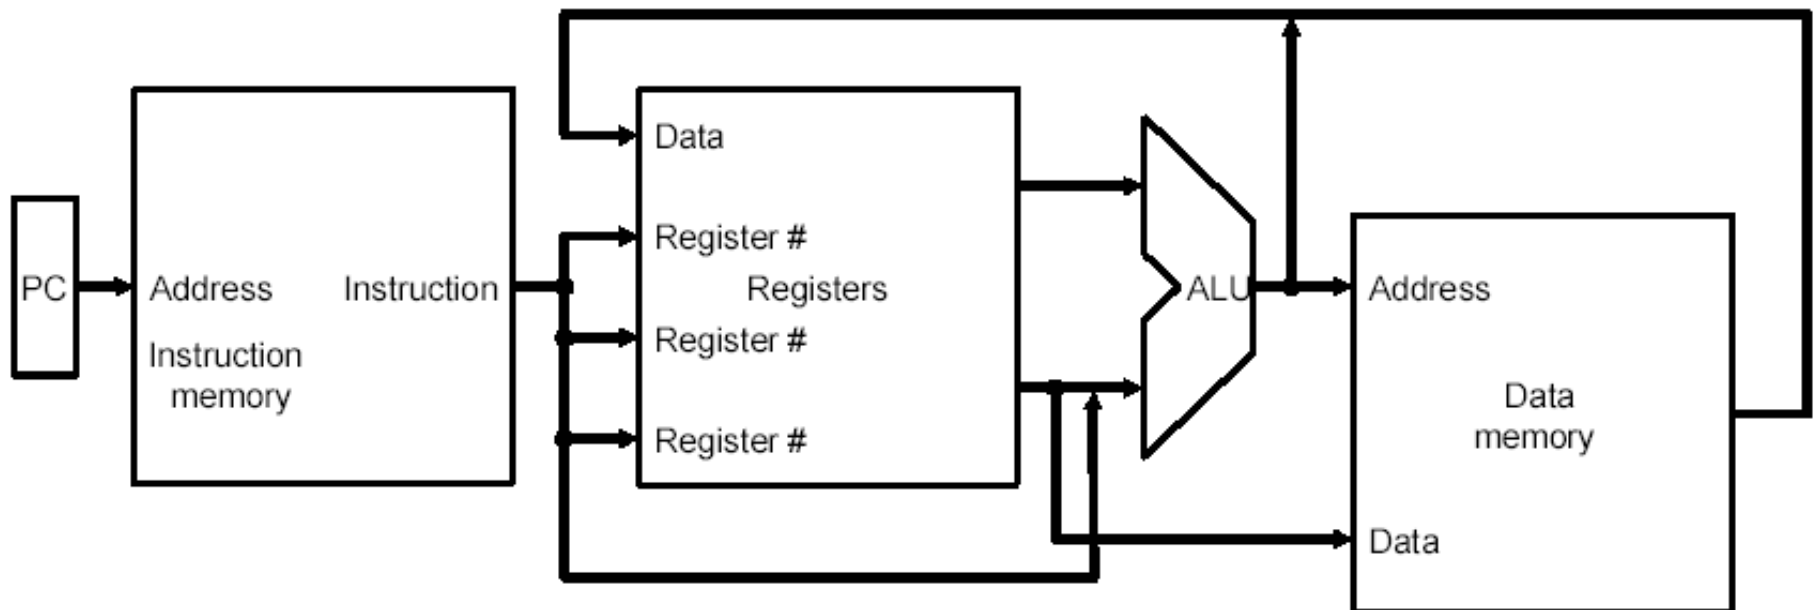 PC
Address
Instruction
Instruction
memory
Data
Register #
Registers
Register #
Register #
ALU
Address
Data
memory
Data